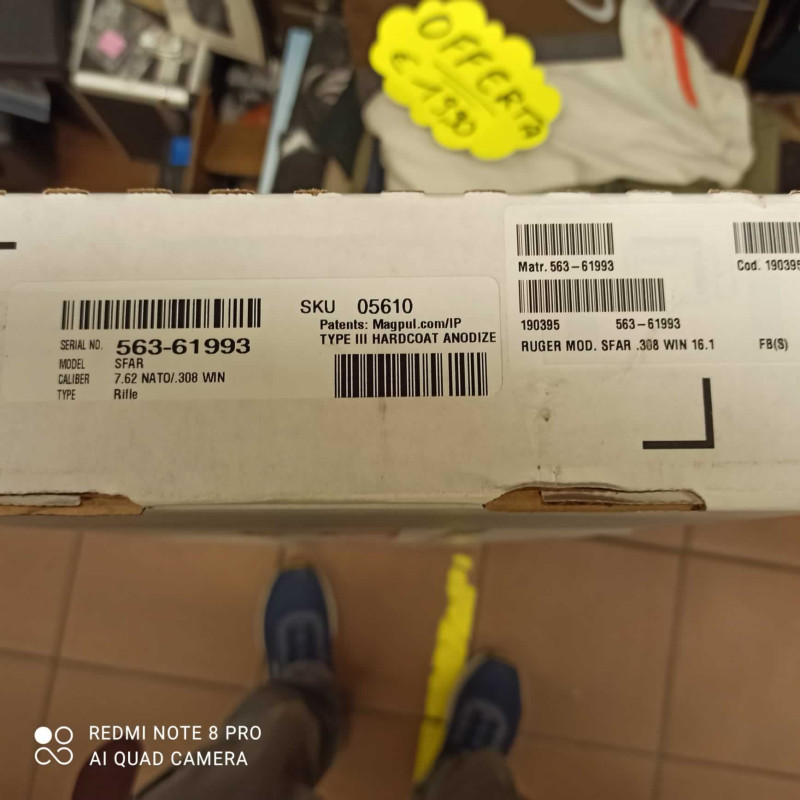 OFFERTA
€ 19,90
SERIAL NO. 563-61993
MODEL SFAR
CALIBER 7.62 NATO/.308 WIN
TYPE Rifle
SKU 05610
Patents: Magpul.com/IP
TYPE III HARDCOAT ANODIZE
Matr. 563-61993
190395 563-61993
RUGER MOD. SFAR .308 WIN 16.1 FB(S)
Cod. 190395
REDMI NOTE 8 PRO
AI QUAD CAMERA